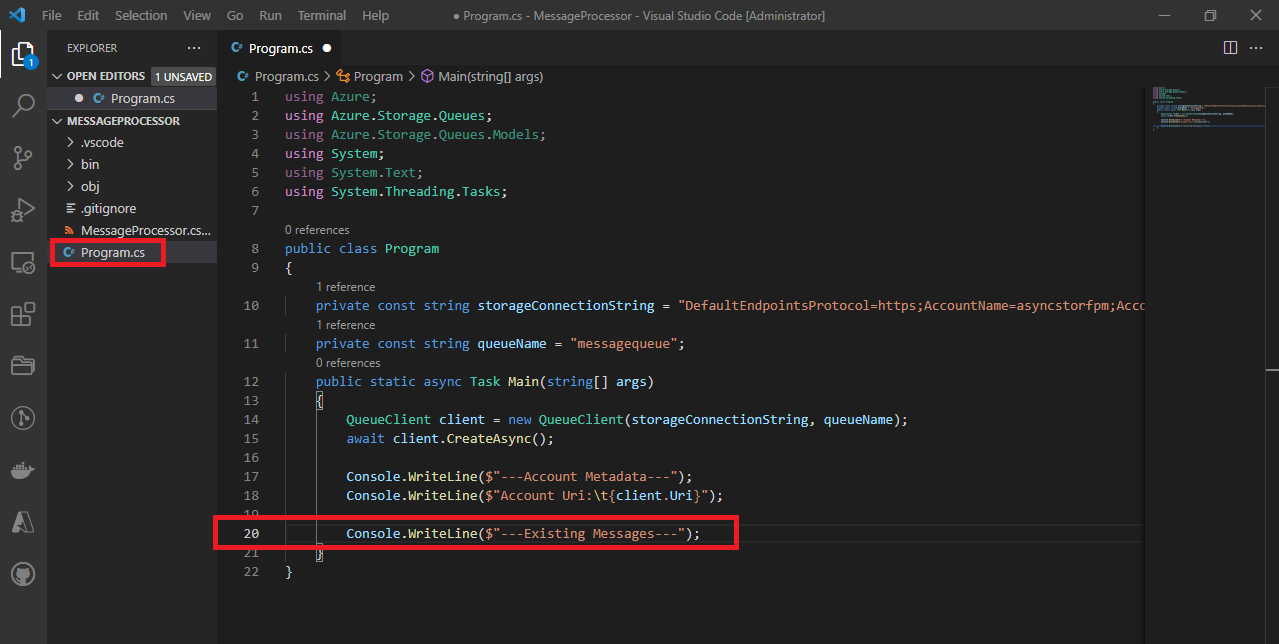 File Edit Selection View Go Run Terminal Help ● Program.cs - MessageProcessor - Visual Studio Code [Administrator]
EXPLORER ···
OPEN EDITORS 1 UNSAVED
Program.cs
MESSAGEPROCESSOR
.vscode
bin
obj
.gitignore
MessageProcessor.cs...
Program.cs
1
Program.cs ●
Program.cs > Program > Main(string[] args)
1 using Azure;
2 using Azure.Storage.Queues;
3 using Azure.Storage.Queues.Models;
4 using System;
5 using System.Text;
6 using System.Threading.Tasks;
7
0 references
8 public class Program
9 {
1 reference
10 private const string storageConnectionString = "DefaultEndpointsProtocol=https;AccountName=asyncstorfpm;Acco
1 reference
11 private const string queueName = "messagequeue";
0 references
12 public static async Task Main(string[] args)
13 {
14 QueueClient client = new QueueClient(storageConnectionString, queueName);
15 await client.CreateAsync();
16
17 Console.WriteLine($"---Account Metadata---");
18 Console.WriteLine($"Account Uri:\t{client.Uri}");
19
20 Console.WriteLine($"---Existing Messages---");
21 }
22 }